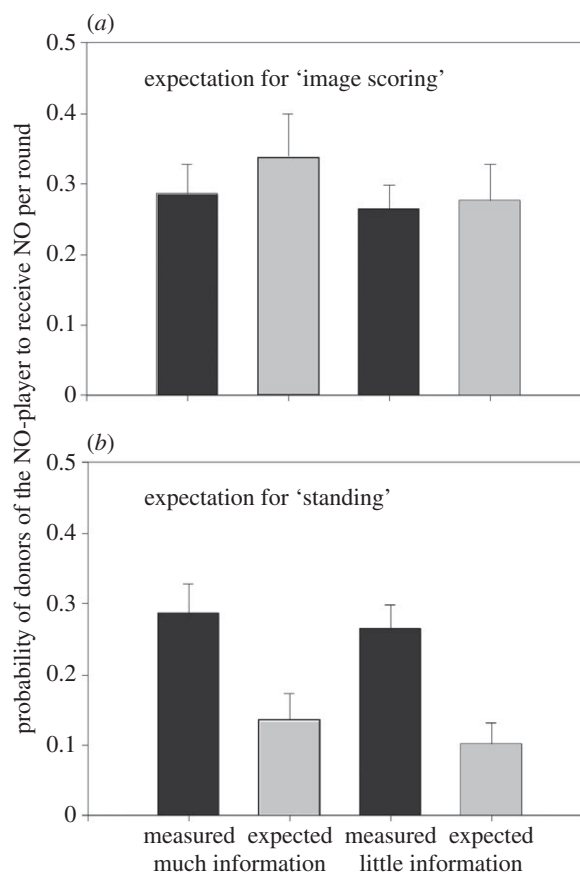 (a)
expectation for 'image scoring'
0.5
0.4
0.3
0.2
0.1
0
probability of donors of the NO-player to receive NO per round
(b)
expectation for 'standing'
0.5
0.4
0.3
0.2
0.1
0
measured expected measured expected
much information little information